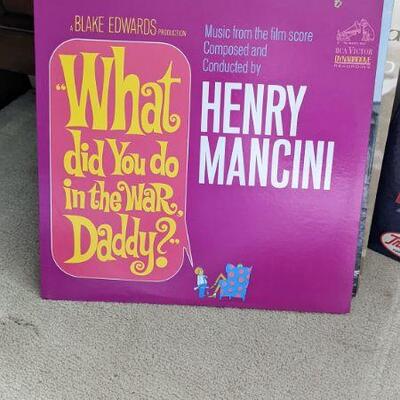 A BLAKE EDWARDS PRODUCTION
"What
did You do
in the WAR,
Daddy?"
Music from the film score
Composed and
Conducted by
HENRY
MANCINI
RCA VICTOR
DYNAGROOVE
RECORDING